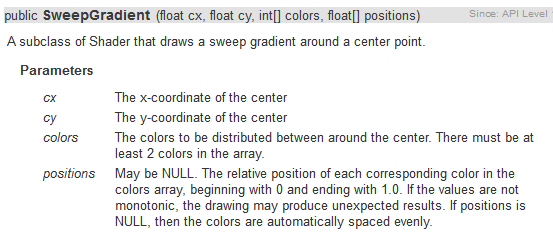 public SweepGradient (float cx, float cy, int[] colors, float[] positions) Since: API Level
A subclass of Shader that draws a sweep gradient around a center point.
Parameters
cx The x-coordinate of the center
cy The y-coordinate of the center
colors The colors to be distributed between around the center. There must be at
least 2 colors in the array.
positions May be NULL. The relative position of each corresponding color in the
colors array, beginning with 0 and ending with 1.0. If the values are not
monotonic, the drawing may produce unexpected results. If positions is
NULL, then the colors are automatically spaced evenly.